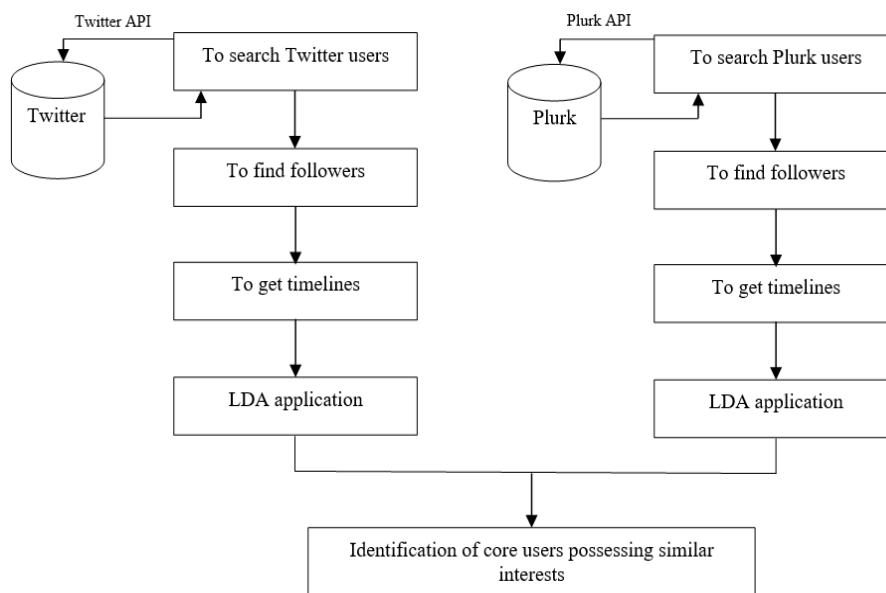 Twitter API
To search Twitter users
Twitter
To find followers
To get timelines
LDA application
Plurk API
To search Plurk users
Plurk
To find followers
To get timelines
LDA application
Identification of core users possessing similar
interests